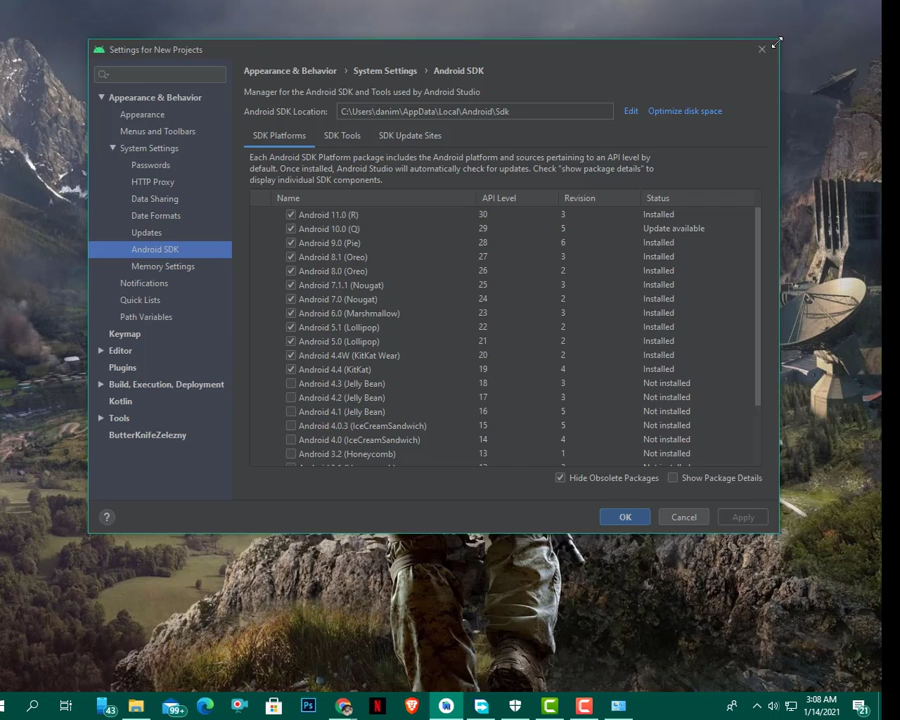 Settings for New Projects
Appearance & Behavior › System Settings › Android SDK
Manager for the Android SDK and Tools used by Android Studio
Android SDK Location: C:\Users\danim\AppData\Local\Android\Sdk Edit Optimize disk space
SDK Platforms SDK Tools SDK Update Sites
Each Android SDK Platform package includes the Android platform and sources pertaining to an API level by
default. Once installed, Android Studio will automatically check for updates. Check "show package details" to
display individual SDK components.
Appearance & Behavior
Appearance
Menus and Toolbars
System Settings
Passwords
HTTP Proxy
Data Sharing
Date Formats
Updates
Android SDK
Memory Settings
Notifications
Quick Lists
Path Variables
Keymap
Editor
Plugins
Build, Execution, Deployment
Kotlin
Tools
ButterKnifeZelezny
Name API Level Revision Status
Android 11.0 (R) 30 3 Installed
Android 10.0 (Q) 29 5 Update available
Android 9.0 (Pie) 28 6 Installed
Android 8.1 (Oreo) 27 3 Installed
Android 8.0 (Oreo) 26 2 Installed
Android 7.1.1 (Nougat) 25 3 Installed
Android 7.0 (Nougat) 24 2 Installed
Android 6.0 (Marshmallow) 23 3 Installed
Android 5.1 (Lollipop) 22 2 Installed
Android 5.0 (Lollipop) 21 2 Installed
Android 4.4W (KitKat Wear) 20 2 Installed
Android 4.4 (KitKat) 19 4 Installed
Android 4.3 (Jelly Bean) 18 3 Not installed
Android 4.2 (Jelly Bean) 17 3 Not installed
Android 4.1 (Jelly Bean) 16 5 Not installed
Android 4.0.3 (IceCreamSandwich) 15 5 Not installed
Android 4.0 (IceCreamSandwich) 14 4 Not installed
Android 3.2 (Honeycomb) 13 1 Not installed
Hide Obsolete Packages Show Package Details
? OK Cancel Apply
43 99+ Ps N
3:08 AM
1/14/2021
21